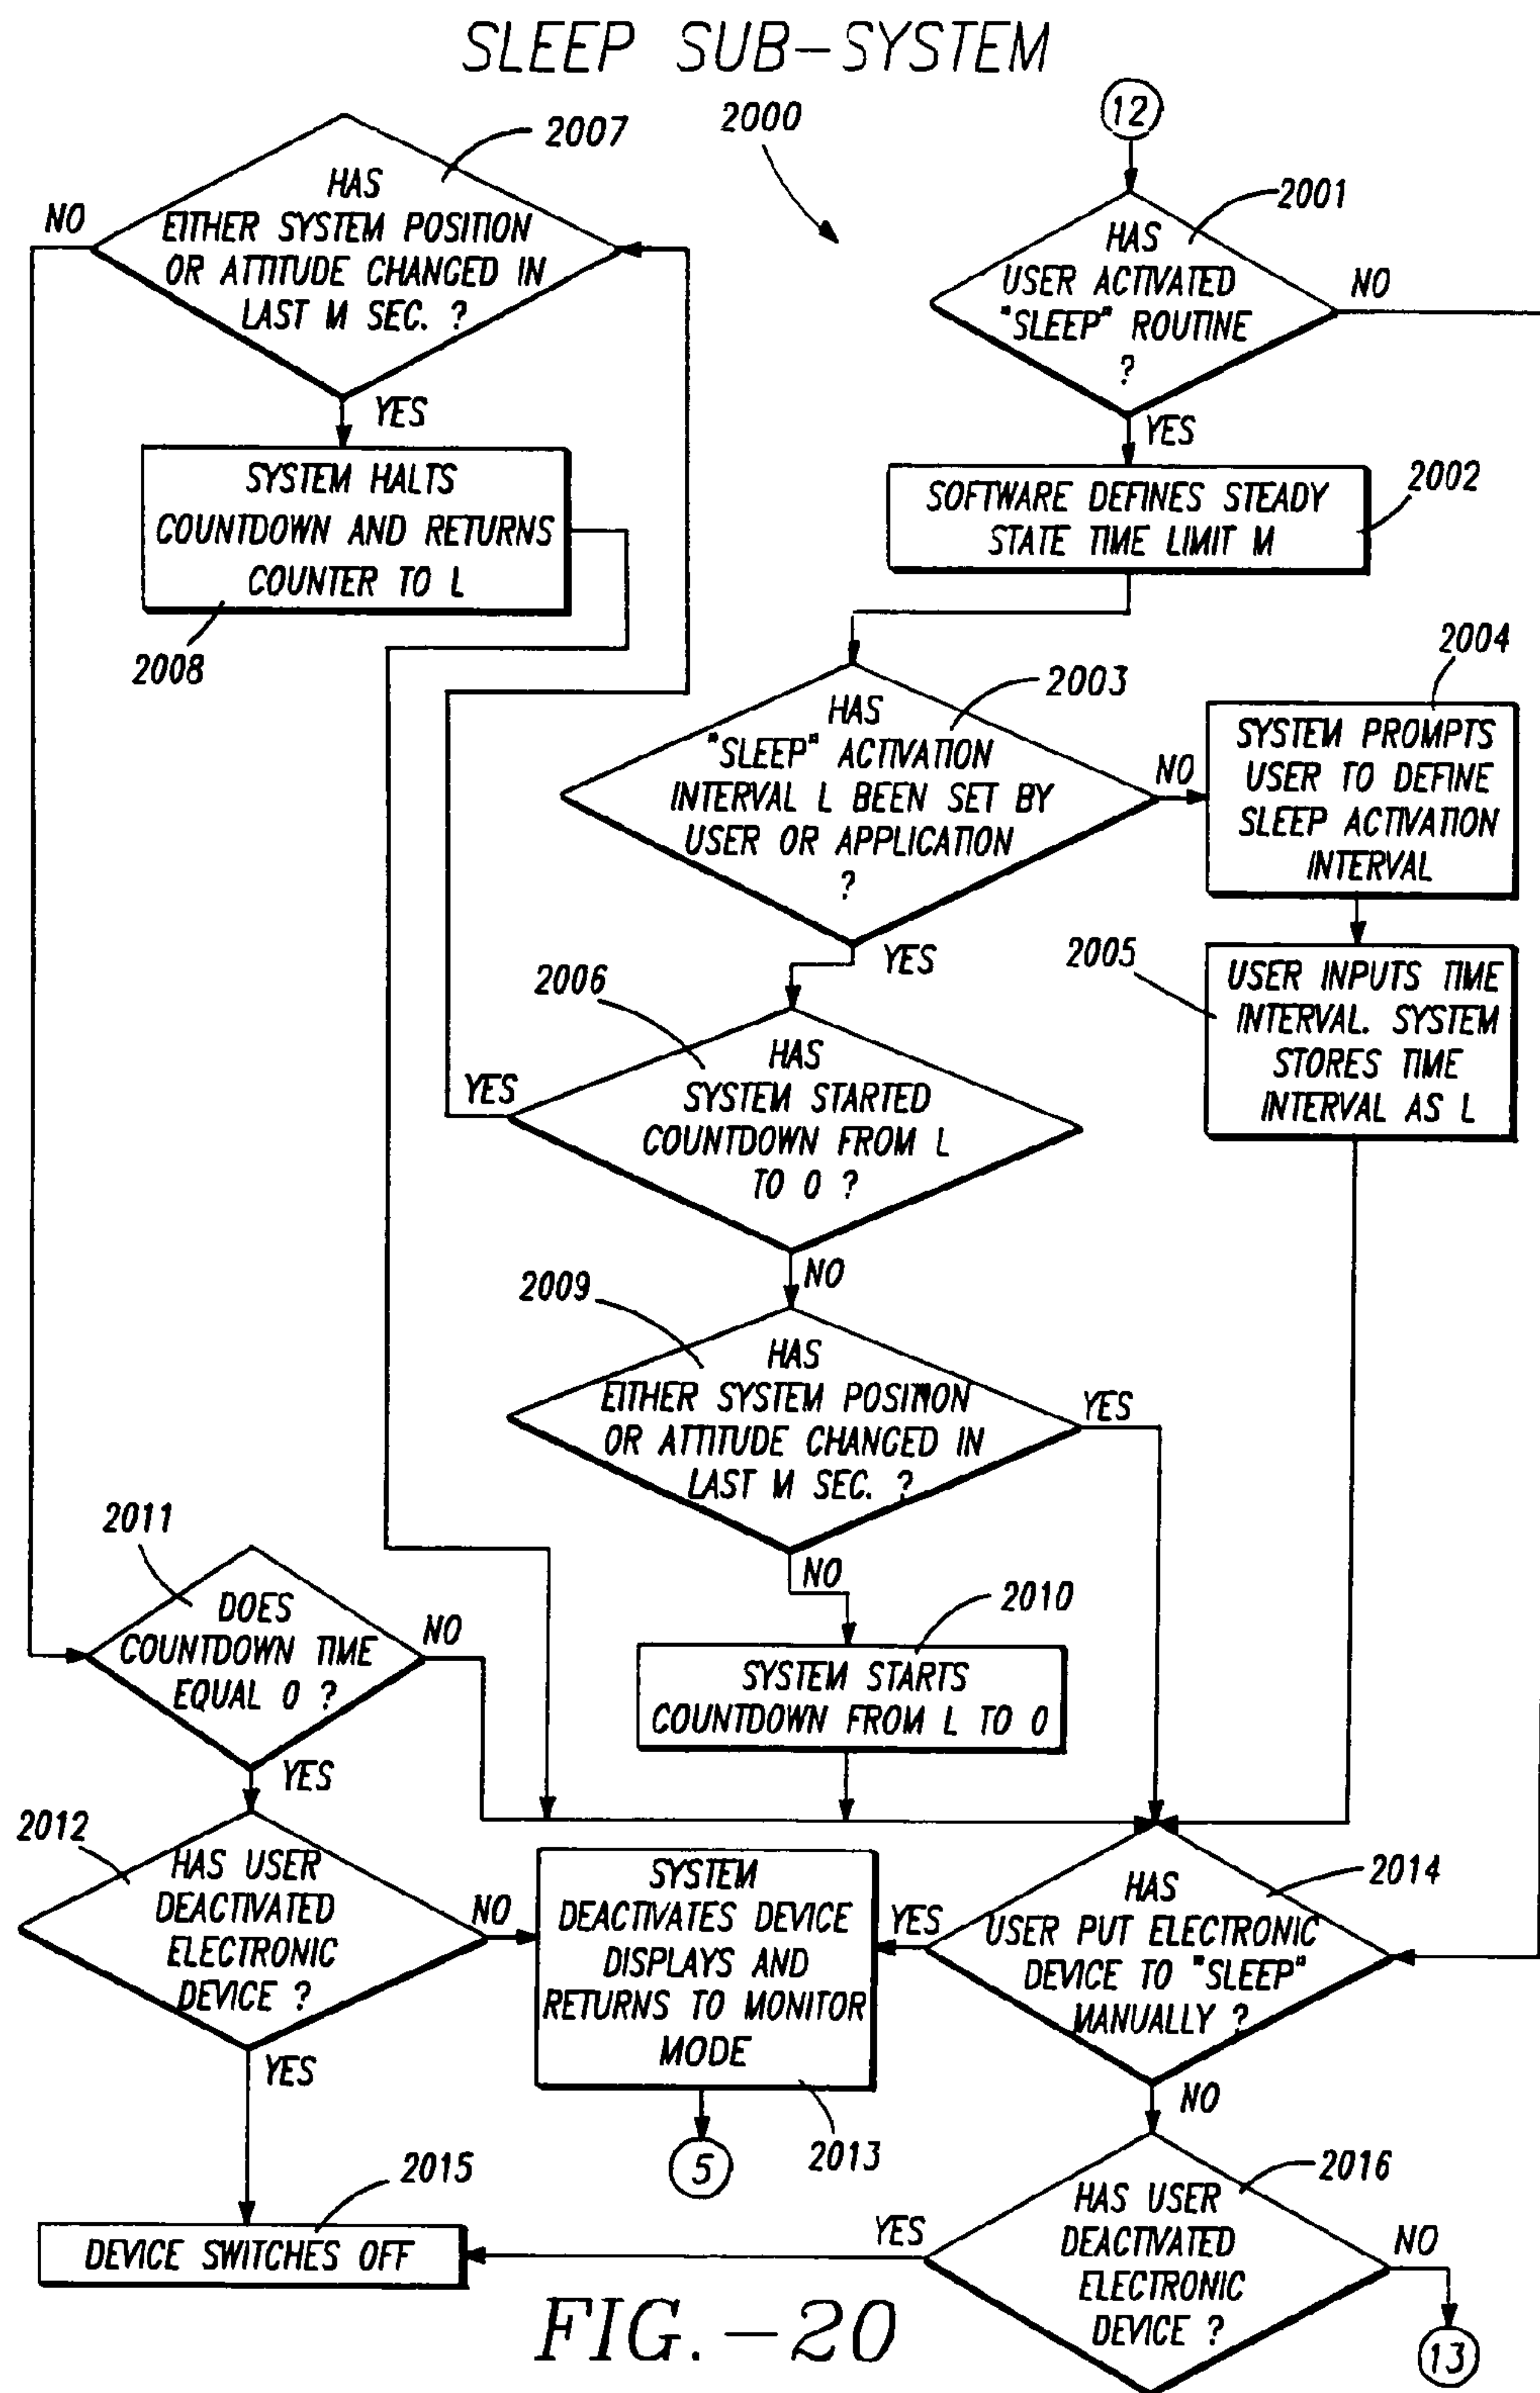 SLEEP SUB-SYSTEM
2000
12
2007
HAS
EITHER SYSTEM POSITION
OR ATTITUDE CHANGED IN
LAST M SEC. ?
NO
YES
SYSTEM HALTS
COUNTDOWN AND RETURNS
COUNTER TO L
2008
2001
HAS
USER ACTIVATED
"SLEEP" ROUTINE
?
NO
YES
SOFTWARE DEFINES STEADY
STATE TIME LIMIT M
2002
2003
HAS
"SLEEP" ACTIVATION
INTERVAL L BEEN SET BY
USER OR APPLICATION
?
NO
YES
2004
SYSTEM PROMPTS
USER TO DEFINE
SLEEP ACTIVATION
INTERVAL
2005
USER INPUTS TIME
INTERVAL. SYSTEM
STORES TIME
INTERVAL AS L
2006
HAS
SYSTEM STARTED
COUNTDOWN FROM L
TO 0 ?
YES
NO
2009
HAS
EITHER SYSTEM POSITION
OR ATTITUDE CHANGED IN
LAST M SEC. ?
YES
NO
2010
SYSTEM STARTS
COUNTDOWN FROM L TO 0
2011
DOES
COUNTDOWN TIME
EQUAL 0 ?
NO
YES
2012
HAS USER
DEACTIVATED
ELECTRONIC
DEVICE ?
NO
YES
SYSTEM
DEACTIVATES DEVICE
DISPLAYS AND
RETURNS TO MONITOR
MODE
2013
5
2014
HAS
USER PUT ELECTRONIC
DEVICE TO "SLEEP"
MANUALLY ?
YES
NO
2015
DEVICE SWITCHES OFF
2016
HAS USER
DEACTIVATED
ELECTRONIC
DEVICE ?
YES
NO
13
FIG.-20